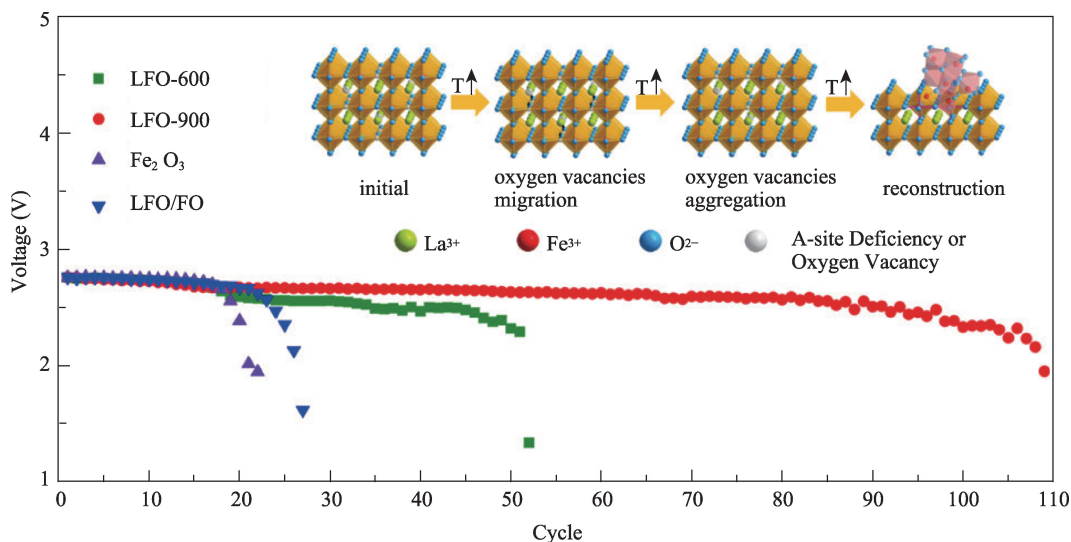 5
4
3
2
1
Voltage (V)
LFO-600
LFO-900
Fe₂ O₃
LFO/FO
T
T
T
initial
oxygen vacancies
migration
oxygen vacancies
aggregation
reconstruction
La³⁺
Fe³⁺
O²⁻
A-site Deficiency or
Oxygen Vacancy
0 10 20 30 40 50 60 70 80 90 100 110
Cycle